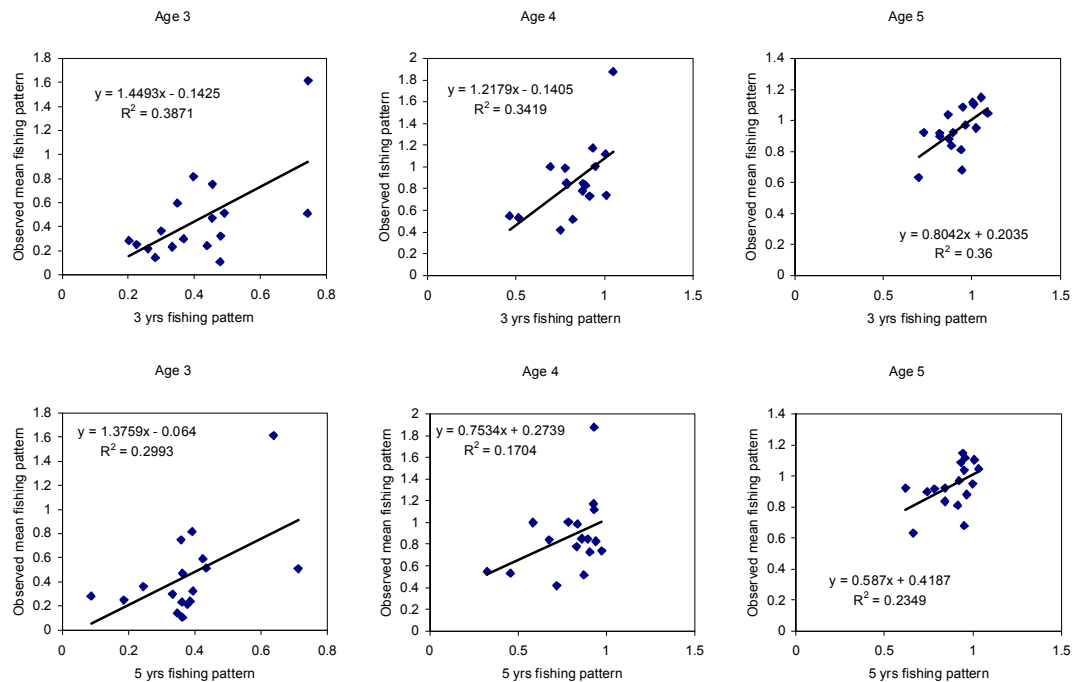 Age 3
Observed mean fishing pattern
1.8
1.6
1.4
1.2
1
0.8
0.6
0.4
0.2
0
y = 1.4493x - 0.1425
R² = 0.3871
0 0.2 0.4 0.6 0.8
3 yrs fishing pattern
Age 4
Observed fishing pattern
2
1.8
1.6
1.4
1.2
1
0.8
0.6
0.4
0.2
0
y = 1.2179x - 0.1405
R² = 0.3419
0 0.5 1 1.5
3 yrs fishing pattern
Age 5
Observed mean fishing pattern
1.4
1.2
1
0.8
0.6
0.4
0.2
0
y = 0.8042x + 0.2035
R² = 0.36
0 0.5 1 1.5
3 yrs fishing pattern
Age 3
Observed mean fishing pattern
1.8
1.6
1.4
1.2
1
0.8
0.6
0.4
0.2
0
y = 1.3759x - 0.064
R² = 0.2993
0 0.2 0.4 0.6 0.8
5 yrs fishing pattern
Age 4
Observed mean fishing pattern
2
1.8
1.6
1.4
1.2
1
0.8
0.6
0.4
0.2
0
y = 0.7534x + 0.2739
R² = 0.1704
0 0.5 1 1.5
5 yrs fishing pattern
Age 5
Observed mean fishing pattern
1.4
1.2
1
0.8
0.6
0.4
0.2
0
y = 0.587x + 0.4187
R² = 0.2349
0 0.5 1 1.5
5 yrs fishing pattern